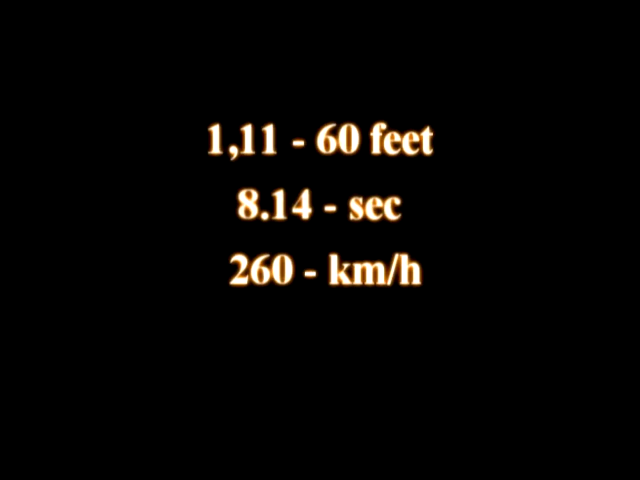 1,11 - 60 feet
8.14 - sec
260 - km/h